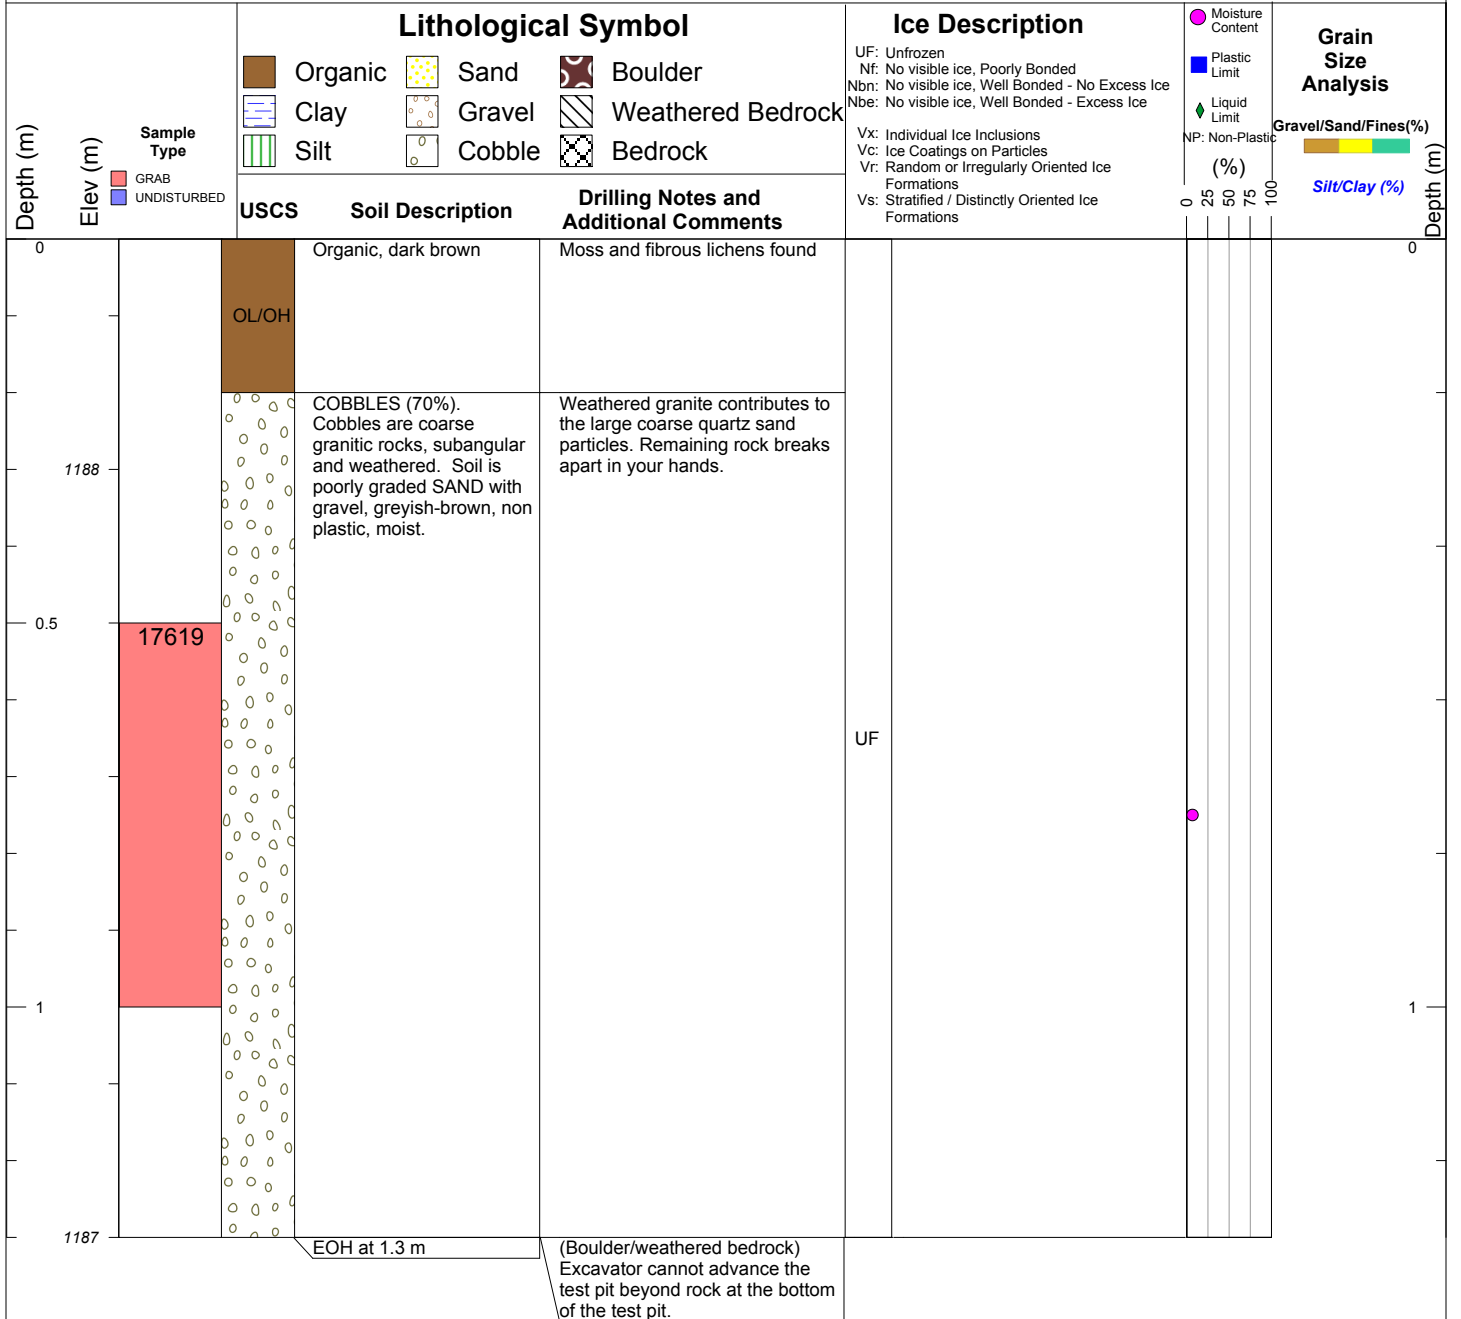 Lithological Symbol
Organic
Sand
Boulder
Clay
Gravel
Weathered Bedrock
Silt
Cobble
Bedrock
Ice Description
UF: Unfrozen
Nf: No visible ice, Poorly Bonded
Nbn: No visible ice, Well Bonded - No Excess Ice
Nbe: No visible ice, Well Bonded - Excess Ice
Vx: Individual Ice Inclusions
Vc: Ice Coatings on Particles
Vr: Random or Irregularly Oriented Ice
Formations
Vs: Stratified / Distinctly Oriented Ice
Formations
Moisture
Content
Plastic
Limit
Liquid
Limit
NP: Non-Plastic
(%)
0
25
50
75
100
Grain
Size
Analysis
Gravel/Sand/Fines(%)
Silt/Clay (%)
Depth (m)
Depth (m)
Elev (m)
Sample
Type
GRAB
UNDISTURBED
USCS
Soil Description
Drilling Notes and
Additional Comments
0
OL/OH
Organic, dark brown
Moss and fibrous lichens found
0
COBBLES (70%).
Cobbles are coarse
granitic rocks, subangular
and weathered. Soil is
poorly graded SAND with
gravel, greyish-brown, non
plastic, moist.
Weathered granite contributes to
the large coarse quartz sand
particles. Remaining rock breaks
apart in your hands.
1188
0.5
17619
UF
1
1
1187
EOH at 1.3 m
(Boulder/weathered bedrock)
Excavator cannot advance the
test pit beyond rock at the bottom
of the test pit.